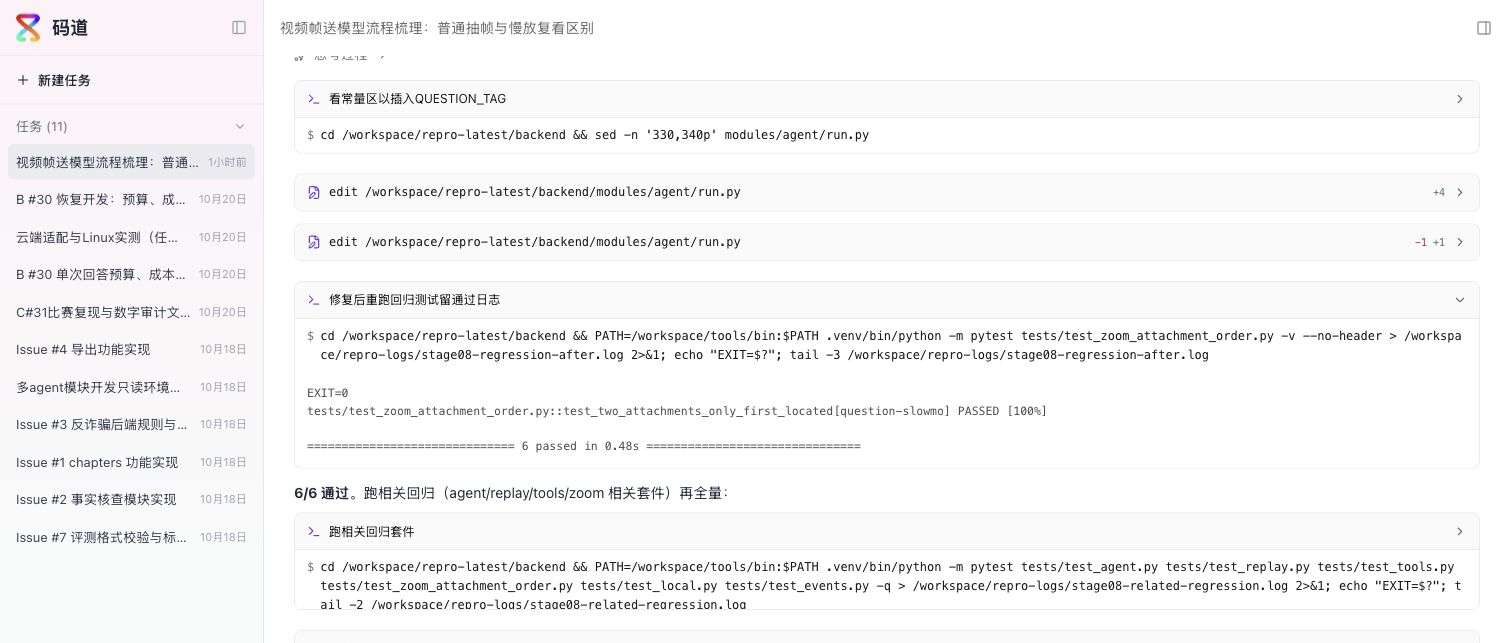 码道
视频帧送模型流程梳理：普通抽帧与慢放复看区别
新建任务
任务 (11)
视频帧送模型流程梳理：普通... 1小时前
B #30 恢复开发：预算、成... 10月20日
云端适配与Linux实测（任... 10月20日
B #30 单次回答预算、成本... 10月20日
C#31比赛复现与数字审计文... 10月20日
Issue #4 导出功能实现 10月18日
多agent模块开发只读环境... 10月18日
Issue #3 反诈骗后端规则与... 10月18日
Issue #1 chapters 功能实现 10月18日
Issue #2 事实核查模块实现 10月18日
Issue #7 评测格式校验与标... 10月18日
思考过程
看常量区以插入QUESTION_TAG
$ cd /workspace/repro-latest/backend && sed -n '330,340p' modules/agent/run.py
edit /workspace/repro-latest/backend/modules/agent/run.py +4
edit /workspace/repro-latest/backend/modules/agent/run.py −1 +1
修复后重跑回归测试留通过日志
$ cd /workspace/repro-latest/backend && PATH=/workspace/tools/bin:$PATH .venv/bin/python -m pytest tests/test_zoom_attachment_order.py -v --no-header > /workspa
ce/repro-logs/stage08-regression-after.log 2>&1; echo "EXIT=$?"; tail -3 /workspace/repro-logs/stage08-regression-after.log
EXIT=0
tests/test_zoom_attachment_order.py::test_two_attachments_only_first_located[question-slowmo] PASSED [100%]
============================== 6 passed in 0.48s ===============================
6/6 通过。跑相关回归（agent/replay/tools/zoom 相关套件）再全量：
跑相关回归套件
$ cd /workspace/repro-latest/backend && PATH=/workspace/tools/bin:$PATH .venv/bin/python -m pytest tests/test_agent.py tests/test_replay.py tests/test_tools.py
tests/test_zoom_attachment_order.py tests/test_local.py tests/test_events.py -q > /workspace/repro-logs/stage08-related-regression.log 2>&1; echo "EXIT=$?"; t
ail -2 /workspace/repro-logs/stage08-related-regression.log